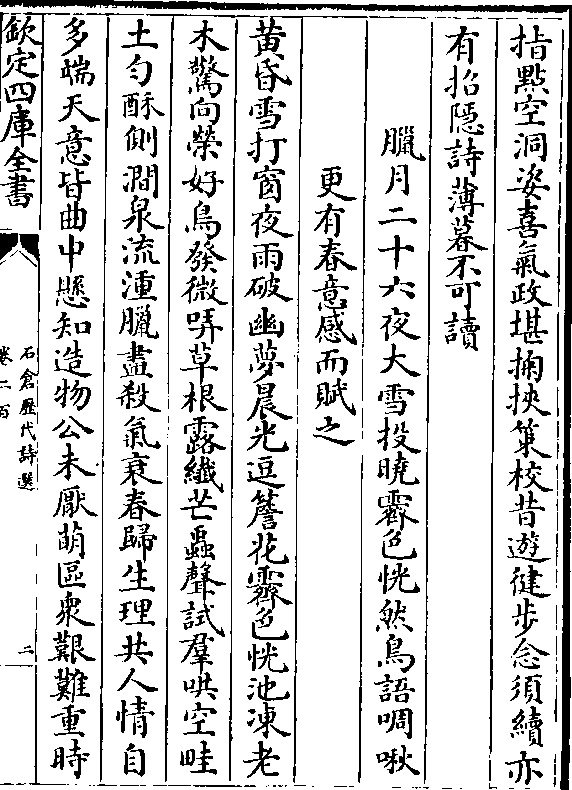 指點空洞姿喜氣政堪掬挾策校昔遊健步念須續亦
有招隱詩薄暮不可讀
臘月二十六夜大雪投曉霽色恍然鳥語啁啾
更有春意感而賦之
黃昏雪打窗夜雨破幽夢晨光逗簷花霽色恍池凍老
木驚向榮好鳥發微哢草根露纖芒蟲聲試羣哄空畦
土勻酥側澗泉流湩臘盡殺氣衰春歸生理共人情自
多端天意皆曲中懸知造物公未厭萌區衆艱難重時
欽定四庫全書
石倉歷代詩選
卷二百
二